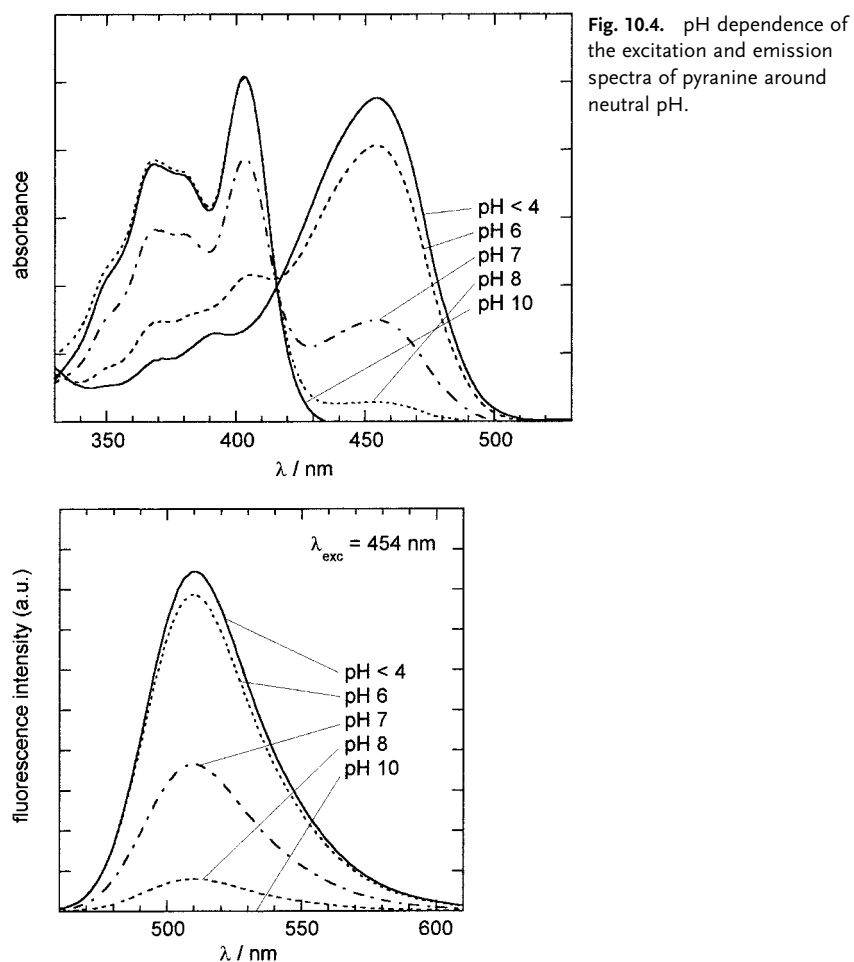 Fig. 10.4. pH dependence of
the excitation and emission
spectra of pyranine around
neutral pH.
absorbance
pH < 4
pH 6
pH 7
pH 8
pH 10
350 400 450 500
λ / nm
λexc = 454 nm
fluorescence intensity (a.u.)
pH < 4
pH 6
pH 7
pH 8
pH 10
500 550 600
λ / nm